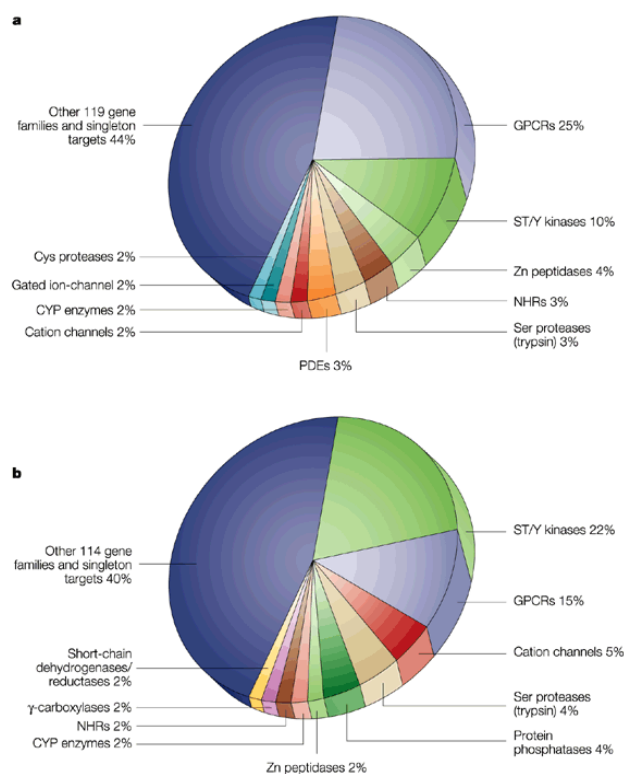 a
Other 119 gene
families and singleton
targets 44%
GPCRs 25%
ST/Y kinases 10%
Zn peptidases 4%
NHRs 3%
Ser proteases
(trypsin) 3%
PDEs 3%
Cys proteases 2%
Gated ion-channel 2%
CYP enzymes 2%
Cation channels 2%
b
Other 114 gene
families and singleton
targets 40%
ST/Y kinases 22%
GPCRs 15%
Cation channels 5%
Ser proteases
(trypsin) 4%
Protein
phosphatases 4%
Zn peptidases 2%
Short-chain
dehydrogenases/
reductases 2%
γ-carboxylases 2%
NHRs 2%
CYP enzymes 2%